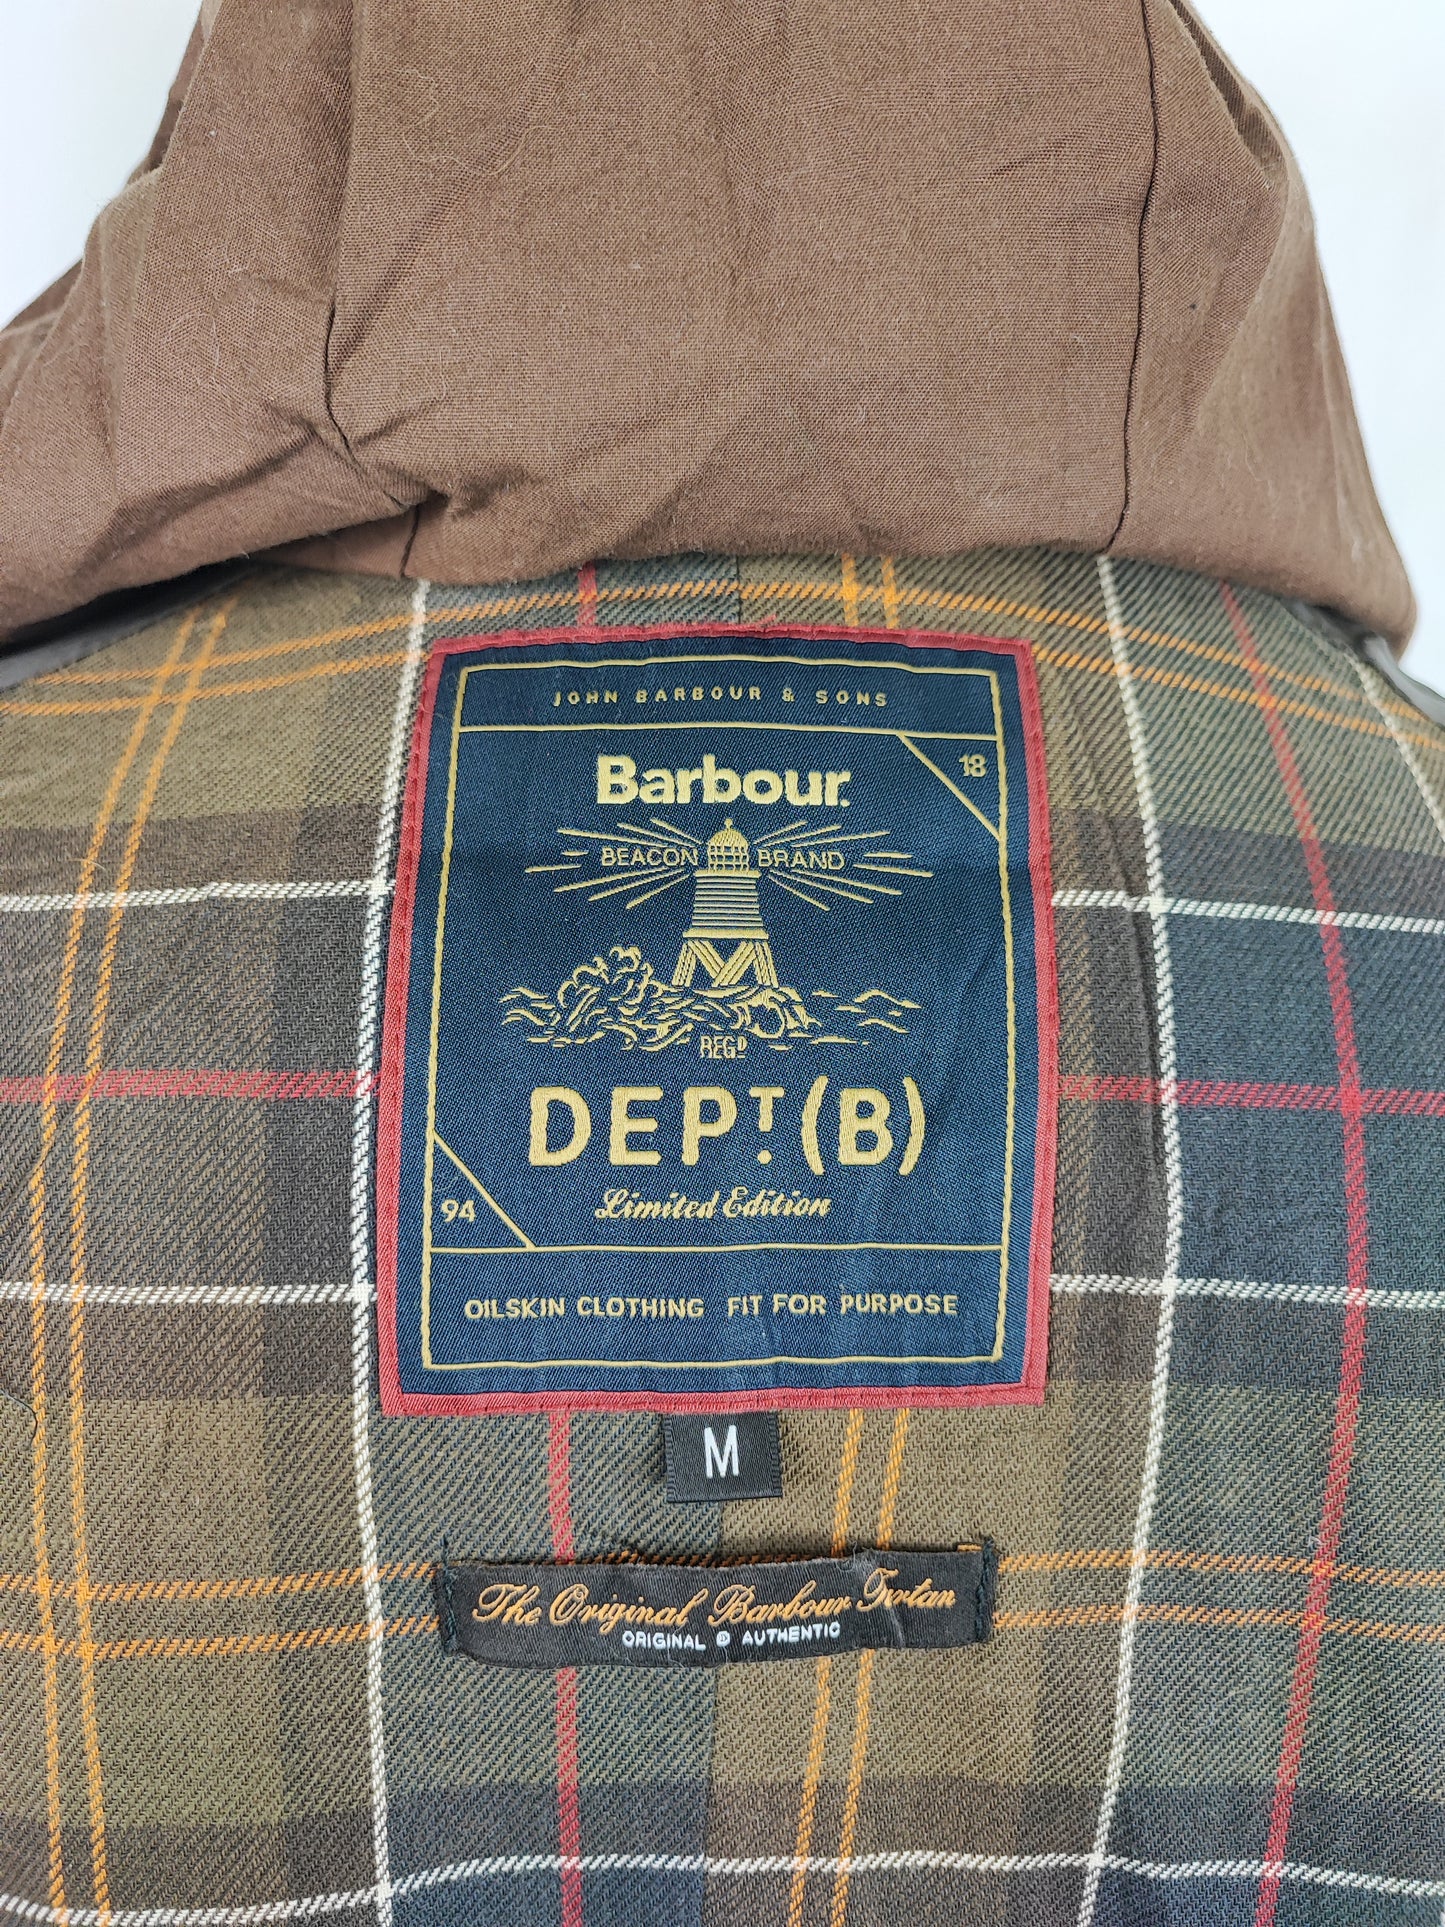 JOHN BARBOUR & SONS
18
Barbour.
BEACON BRAND
REGD
DEPT. (B)
Limited Edition
94
OILSKIN CLOTHING FIT FOR PURPOSE
M
The Original Barbour Tartan
ORIGINAL & AUTHENTIC